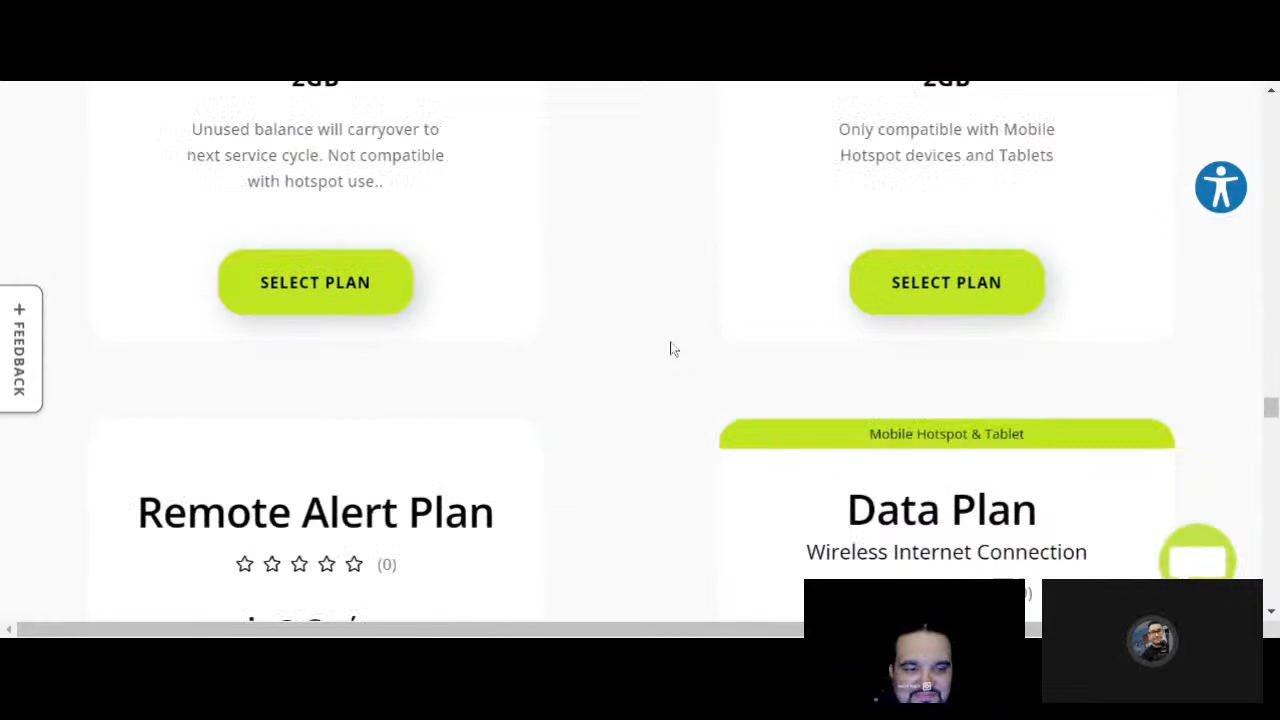 2GB
Unused balance will carryover to
next service cycle. Not compatible
with hotspot use..
SELECT PLAN
2GB
Only compatible with Mobile
Hotspot devices and Tablets
SELECT PLAN
+ FEEDBACK
Remote Alert Plan
(0)
Mobile Hotspot & Tablet
Data Plan
Wireless Internet Connection